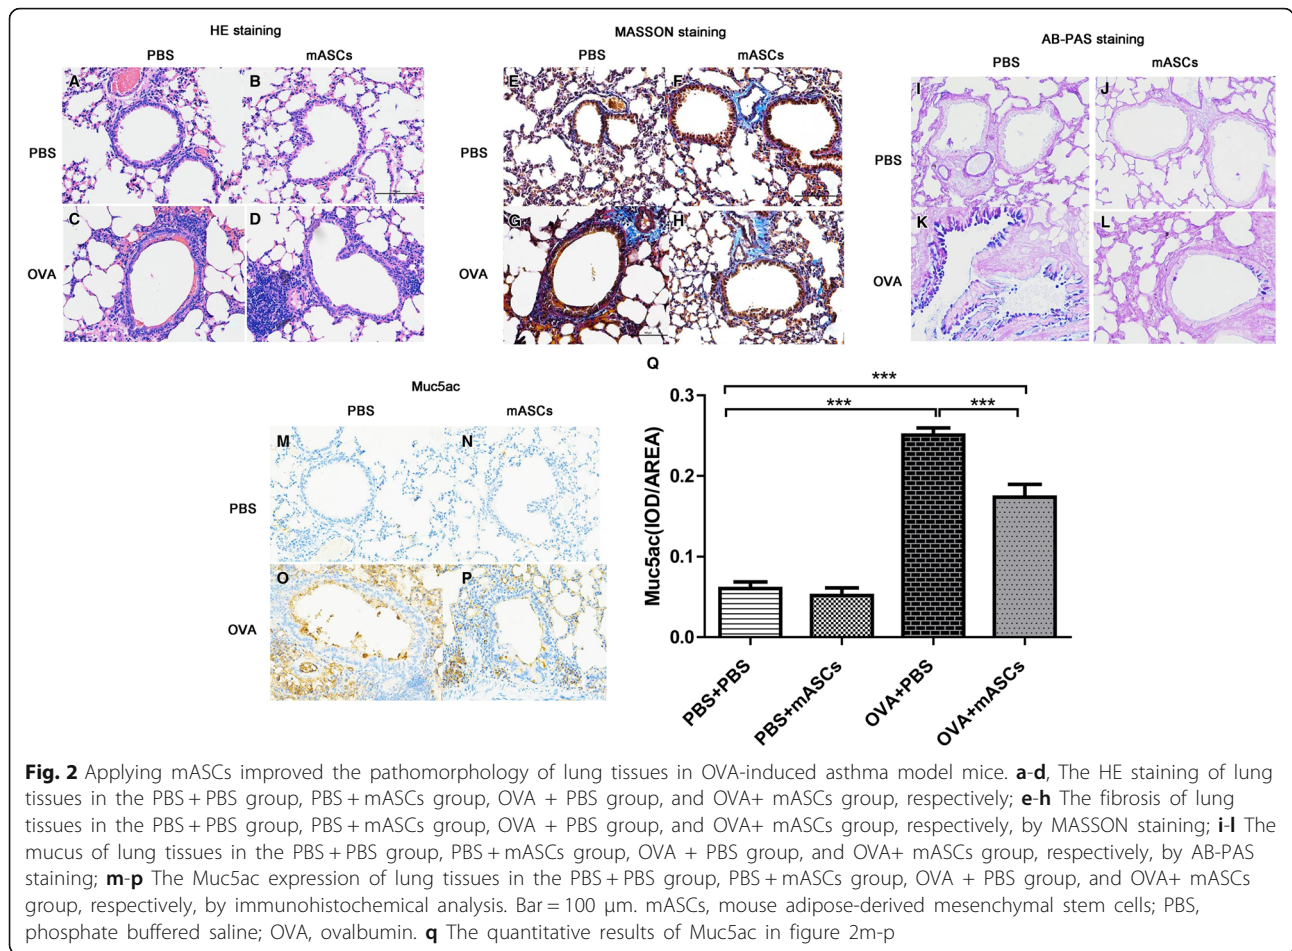 HE staining
PBS
mASCs
A
B
PBS
C
D
OVA
MASSON staining
PBS
mASCs
E
F
PBS
G
H
OVA
AB-PAS staining
PBS
mASCs
I
J
PBS
K
L
OVA
Muc5ac
PBS
mASCs
M
N
PBS
O
P
OVA
Q
***
***
***
0.3
0.2
0.1
0.0
Muc5ac(IOD/AREA)
PBS+PBS
PBS+mASCs
OVA+PBS
OVA+mASCs
Fig. 2 Applying mASCs improved the pathomorphology of lung tissues in OVA-induced asthma model mice. a-d, The HE staining of lung
tissues in the PBS + PBS group, PBS + mASCs group, OVA + PBS group, and OVA+ mASCs group, respectively; e-h The fibrosis of lung
tissues in the PBS + PBS group, PBS + mASCs group, OVA + PBS group, and OVA+ mASCs group, respectively, by MASSON staining; i-l The
mucus of lung tissues in the PBS + PBS group, PBS + mASCs group, OVA + PBS group, and OVA+ mASCs group, respectively, by AB-PAS
staining; m-p The Muc5ac expression of lung tissues in the PBS + PBS group, PBS + mASCs group, OVA + PBS group, and OVA+ mASCs
group, respectively, by immunohistochemical analysis. Bar = 100 μm. mASCs, mouse adipose-derived mesenchymal stem cells; PBS,
phosphate buffered saline; OVA, ovalbumin. q The quantitative results of Muc5ac in figure 2m-p